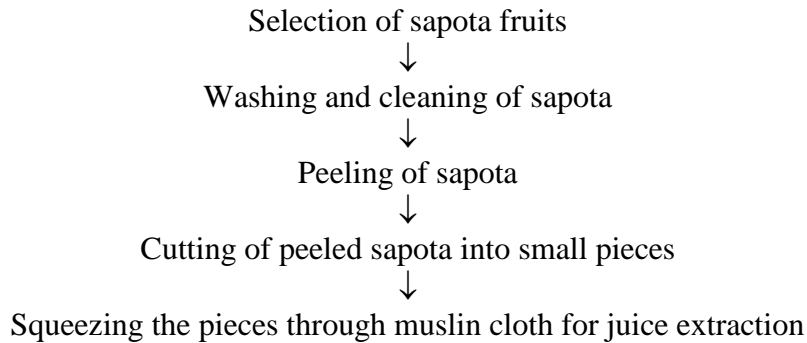 Selection of sapota fruits
↓
Washing and cleaning of sapota
↓
Peeling of sapota
↓
Cutting of peeled sapota into small pieces
↓
Squeezing the pieces through muslin cloth for juice extraction